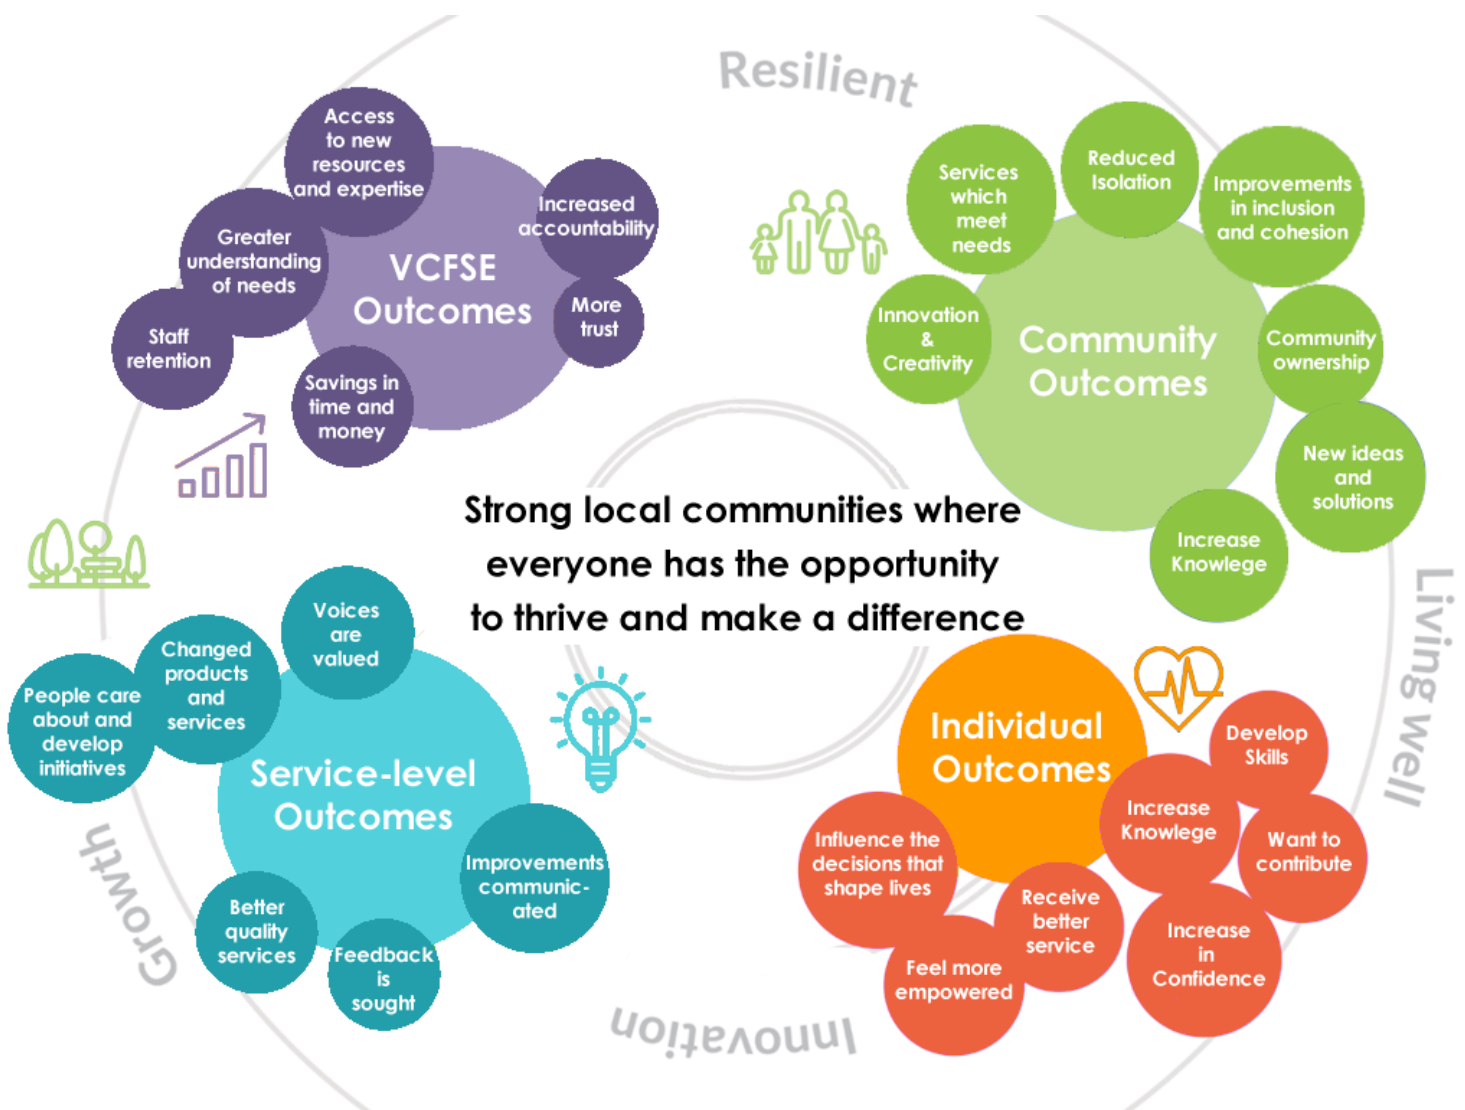 Resilient
Access
to new
resources
and expertise
Increased
accountability
Greater
understanding
of needs
VCFSE
Outcomes
More
trust
Staff
retention
Savings in
time and
money
Services
which
meet
needs
Reduced
Isolation
Improvements
in inclusion
and cohesion
Innovation
&
Creativity
Community
Outcomes
Community
ownership
New ideas
and
solutions
Increase
Knowlege
Strong local communities where
everyone has the opportunity
to thrive and make a difference
Living well
Voices
are
valued
Changed
products
and
services
People care
about and
develop
initiatives
Service-level
Outcomes
Improvements
communic-
ated
Better
quality
services
Feedback
is
sought
Growth
Individual
Outcomes
Develop
Skills
Increase
Knowlege
Want to
contribute
Influence the
decisions that
shape lives
Receive
better
service
Increase
in
Confidence
Feel more
empowered
Innovation